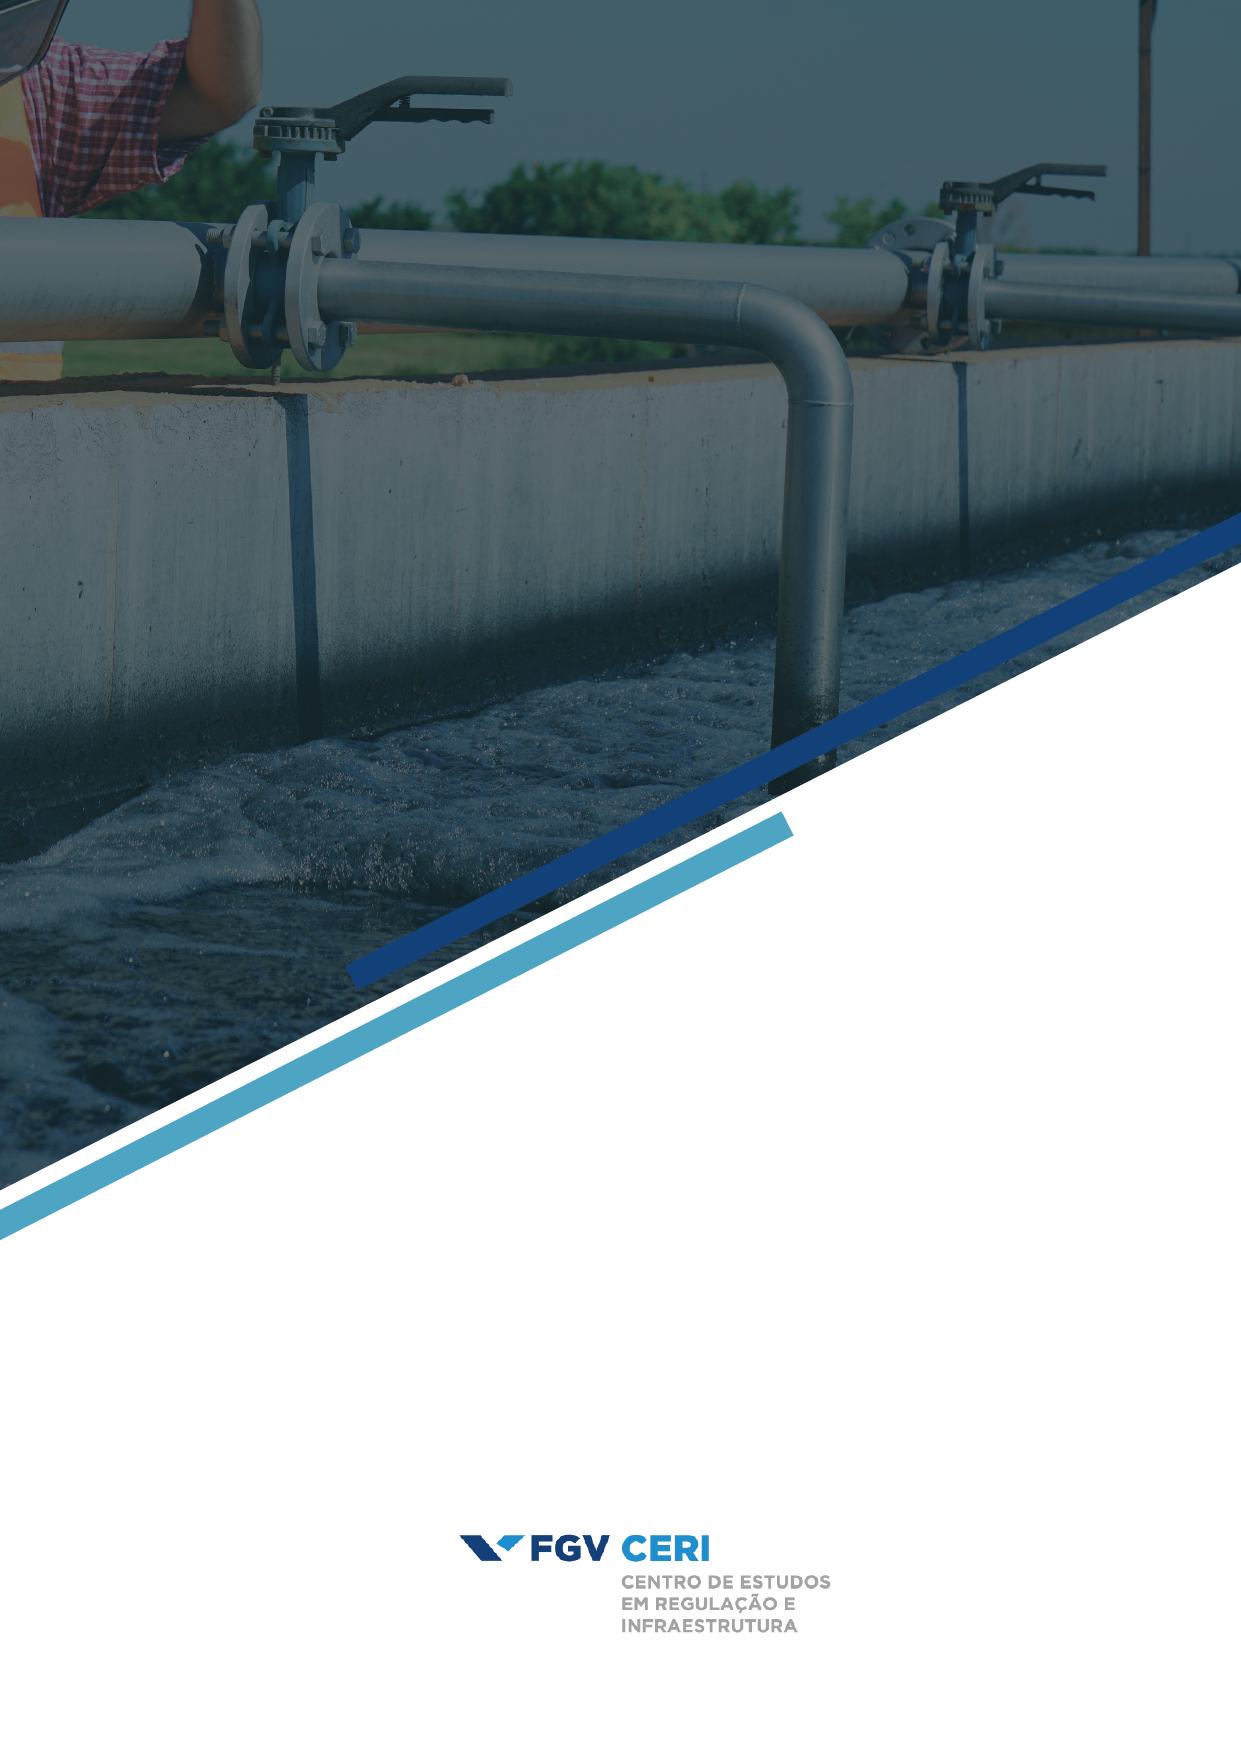 FGV CERI
CENTRO DE ESTUDOS
EM REGULAÇÃO E
INFRAESTRUTURA